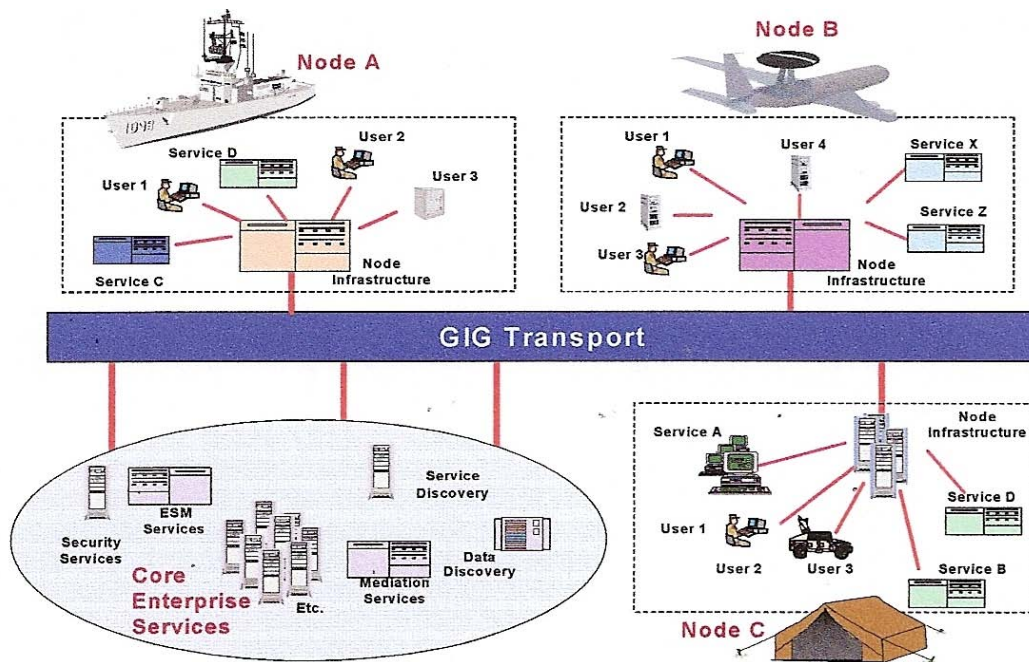 Node A
1049
User 2
Service D
User 1
User 3
Service C
Node
Infrastructure
Node B
User 1
User 4
Service X
User 2
Service Z
User 3
Node
Infrastructure
GIG Transport
Security
Services
ESM
Services
Service
Discovery
Data
Discovery
Mediation
Services
Etc.
Core
Enterprise
Services
Service A
Node
Infrastructure
User 1
Service D
User 2
User 3
Service B
Node C